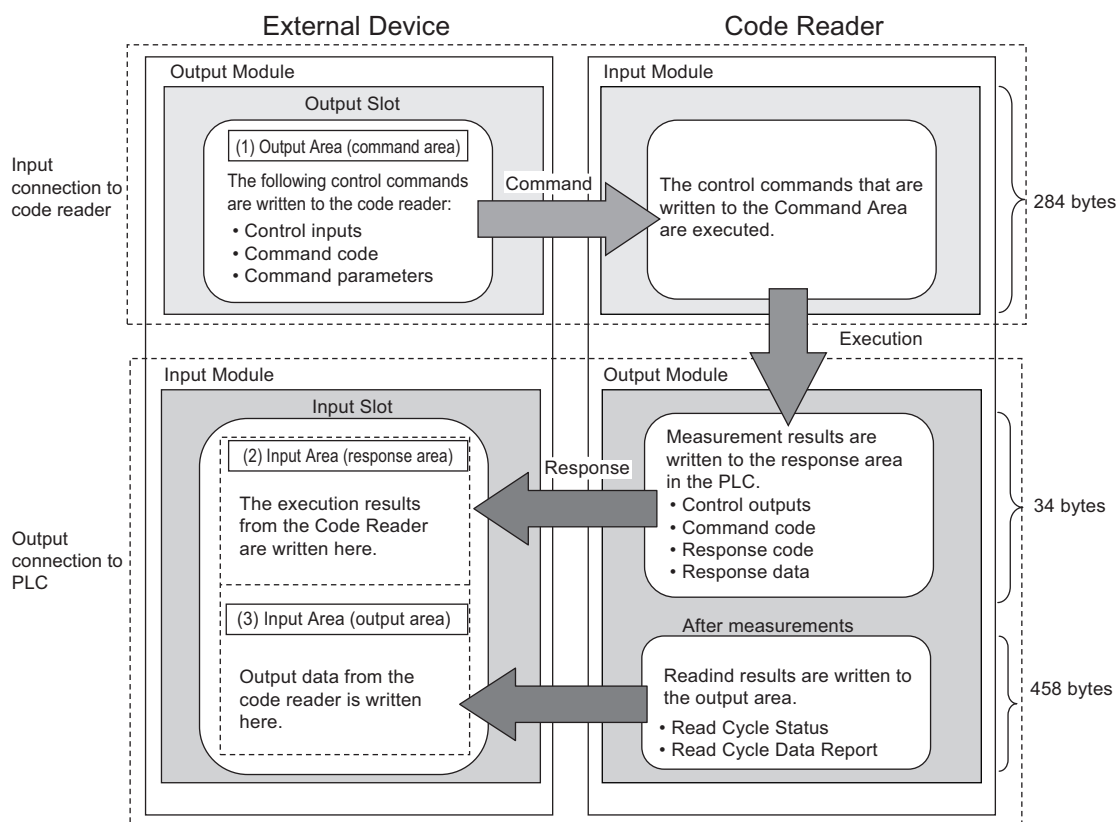 External Device
Code Reader
Output Module
Output Slot
(1) Output Area (command area)
The following control commands
are written to the code reader:
• Control inputs
• Command code
• Command parameters
Command
Input Module
The control commands that are
written to the Command Area
are executed.
Input
connection to
code reader
284 bytes
Execution
Input Module
Input Slot
(2) Input Area (response area)
The execution results
from the Code Reader
are written here.
Response
Output Module
Measurement results are
written to the response area
in the PLC.
• Control outputs
• Command code
• Response code
• Response data
34 bytes
Output
connection to
PLC
(3) Input Area (output area)
Output data from the
code reader is written
here.
After measurements
Readind results are written to
the output area.
• Read Cycle Status
• Read Cycle Data Report
458 bytes